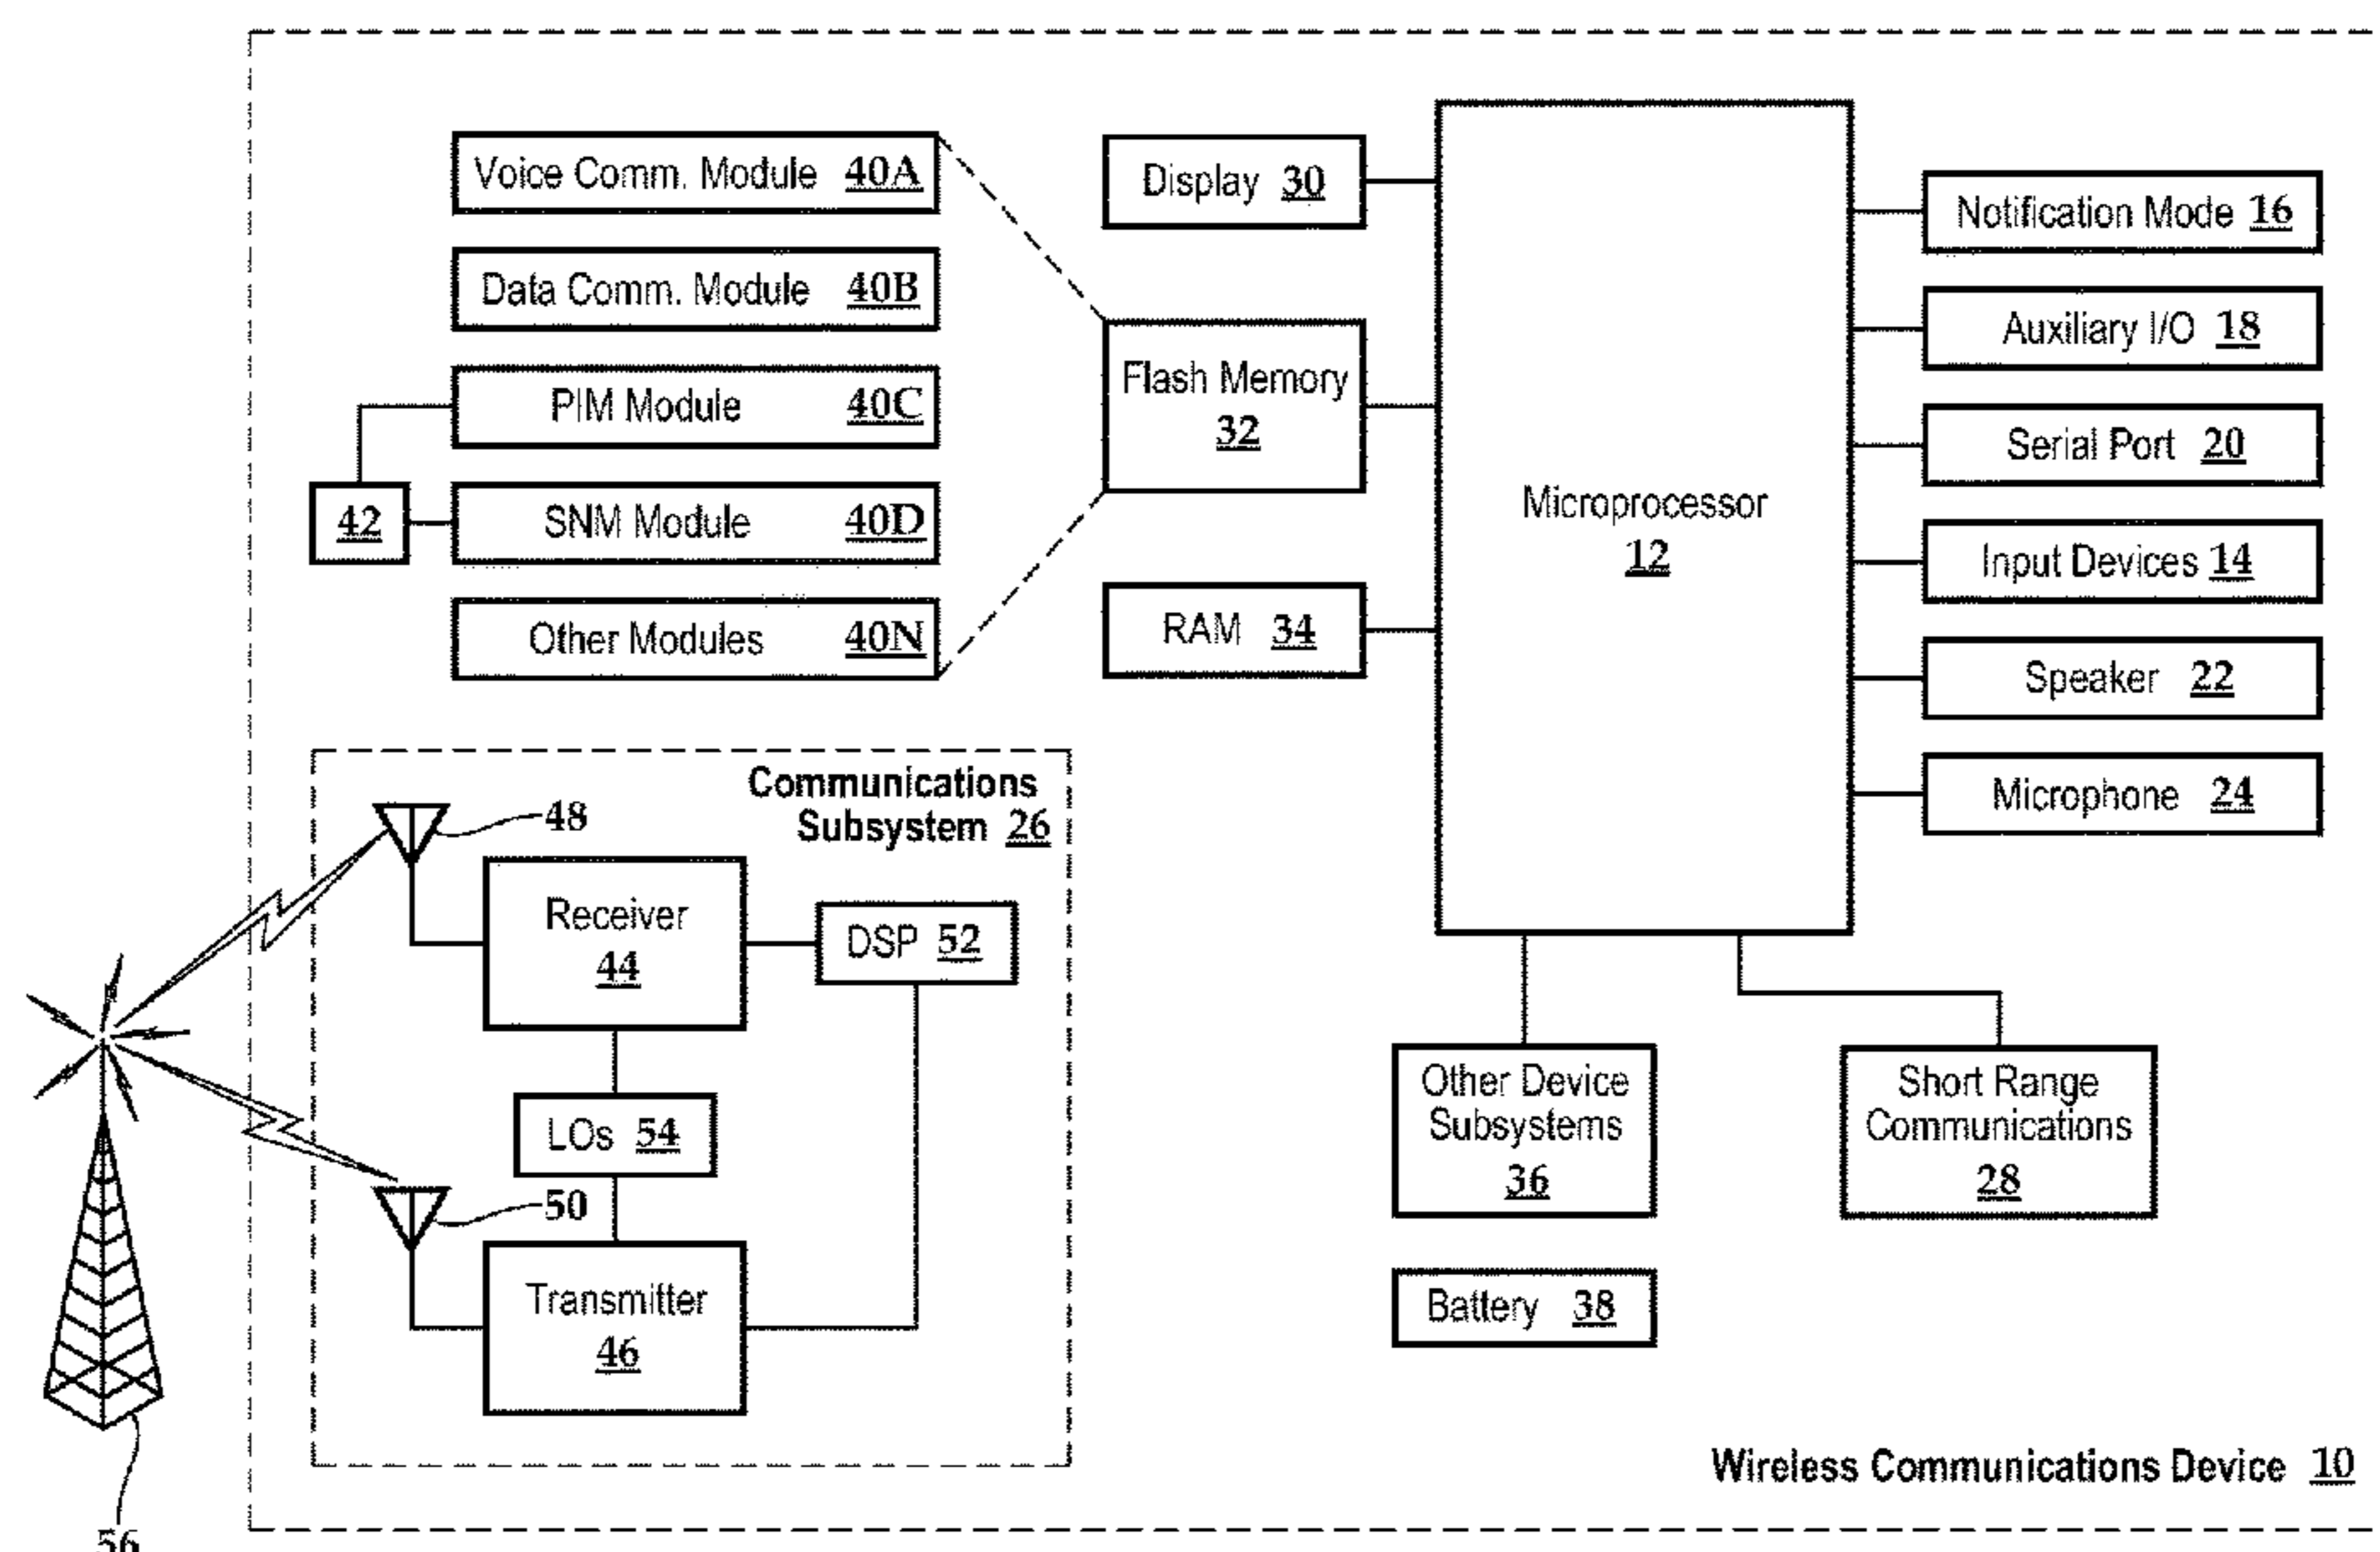 Voice Comm. Module 40A
Data Comm. Module 40B
PIM Module 40C
42
SNM Module 40D
Other Modules 40N
Display 30
Flash Memory
32
RAM 34
Microprocessor
12
Notification Mode 16
Auxiliary I/O 18
Serial Port 20
Input Devices 14
Speaker 22
Microphone 24
Communications
Subsystem 26
48
Receiver
44
DSP 52
LOs 54
50
Transmitter
46
Other Device
Subsystems
36
Short Range
Communications
28
Battery 38
Wireless Communications Device 10
56